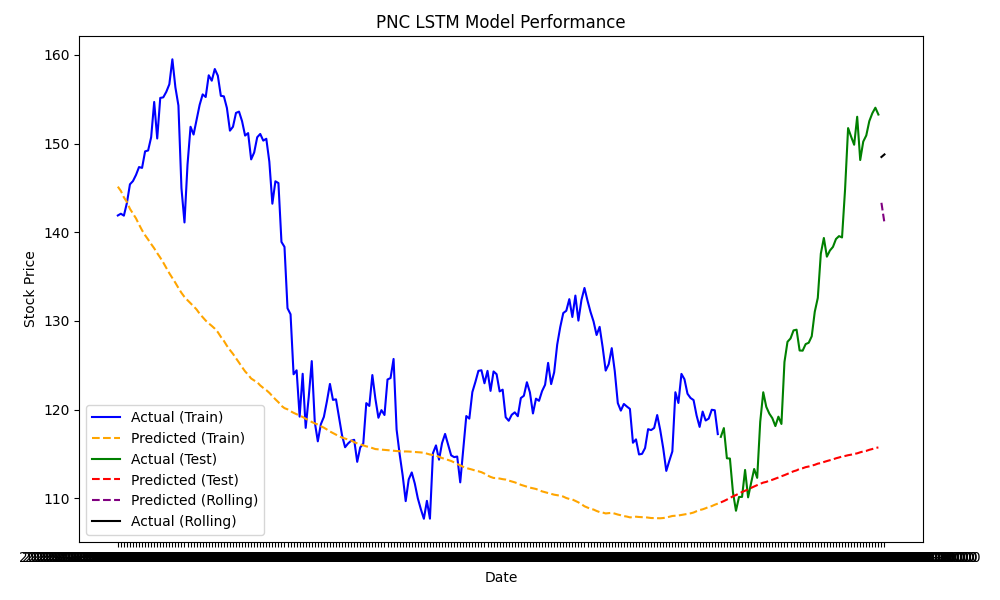 PNC LSTM Model Performance
160
150
140
130
120
110
Stock Price
Actual (Train)
Predicted (Train)
Actual (Test)
Predicted (Test)
Predicted (Rolling)
Actual (Rolling)
Date